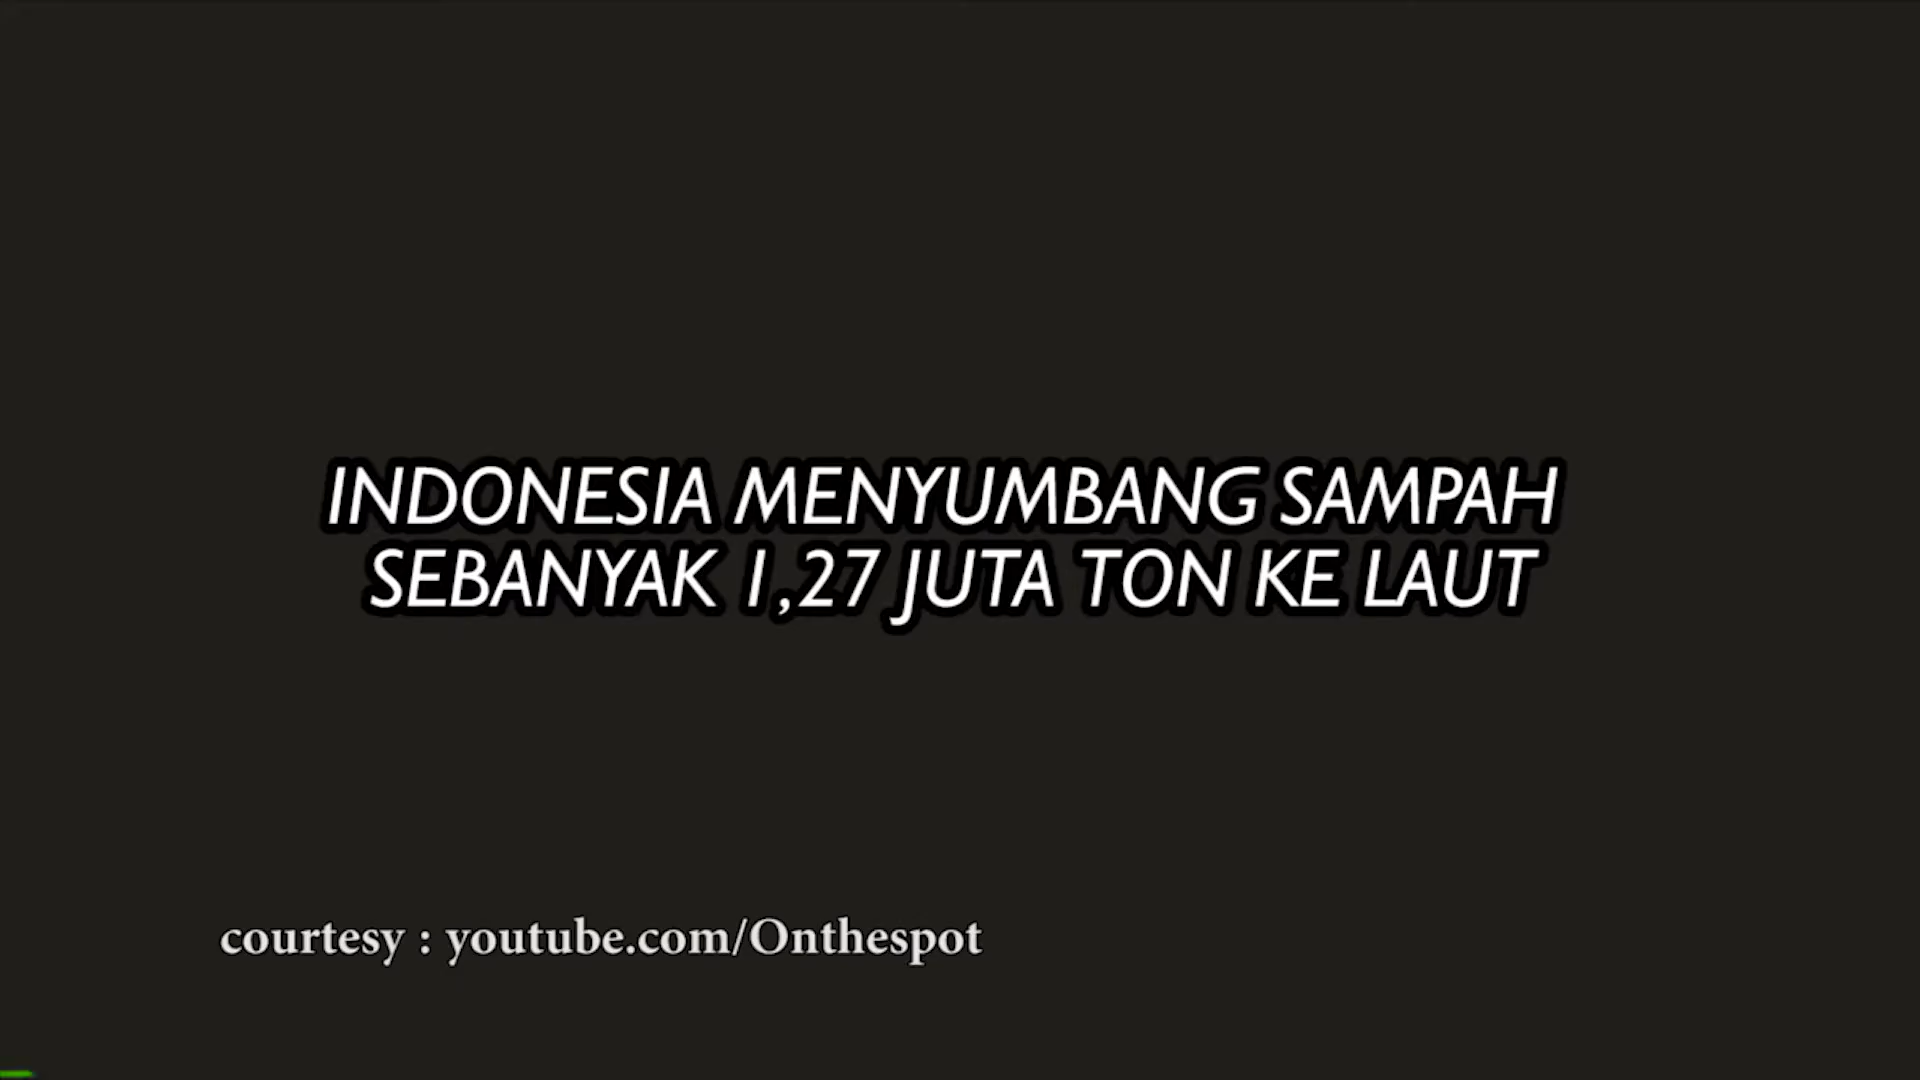 INDONESIA MENYUMBANG SAMPAH
SEBANYAK 1,27 JUTA TON KE LAUT
courtesy : youtube.com/Onthespot